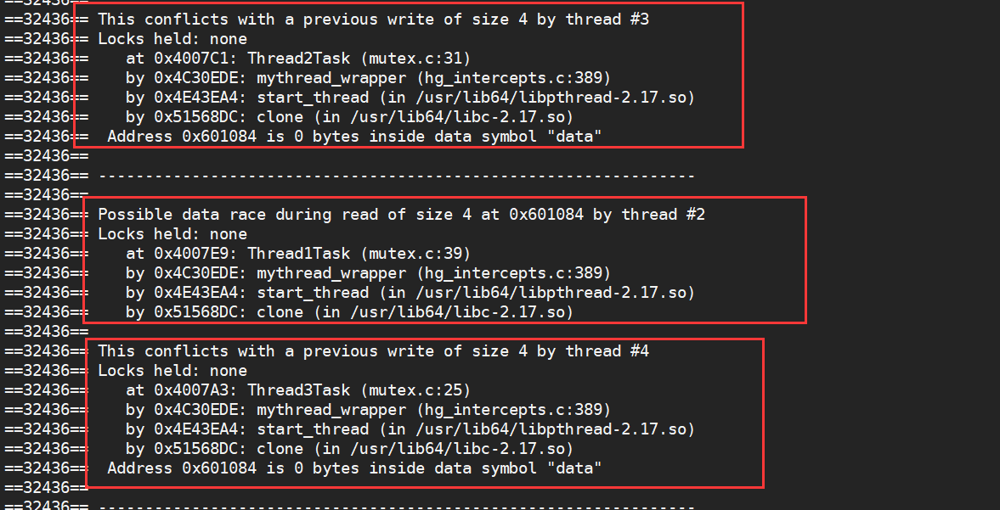 ==32436==
==32436== This conflicts with a previous write of size 4 by thread #3
==32436== Locks held: none
==32436==    at 0x4007C1: Thread2Task (mutex.c:31)
==32436==    by 0x4C30EDE: mythread_wrapper (hg_intercepts.c:389)
==32436==    by 0x4E43EA4: start_thread (in /usr/lib64/libpthread-2.17.so)
==32436==    by 0x51568DC: clone (in /usr/lib64/libc-2.17.so)
==32436==  Address 0x601084 is 0 bytes inside data symbol "data"
==32436==
==32436== ----------------------------------------------------------------
==32436==
==32436== Possible data race during read of size 4 at 0x601084 by thread #2
==32436== Locks held: none
==32436==    at 0x4007E9: Thread1Task (mutex.c:39)
==32436==    by 0x4C30EDE: mythread_wrapper (hg_intercepts.c:389)
==32436==    by 0x4E43EA4: start_thread (in /usr/lib64/libpthread-2.17.so)
==32436==    by 0x51568DC: clone (in /usr/lib64/libc-2.17.so)
==32436==
==32436== This conflicts with a previous write of size 4 by thread #4
==32436== Locks held: none
==32436==    at 0x4007A3: Thread3Task (mutex.c:25)
==32436==    by 0x4C30EDE: mythread_wrapper (hg_intercepts.c:389)
==32436==    by 0x4E43EA4: start_thread (in /usr/lib64/libpthread-2.17.so)
==32436==    by 0x51568DC: clone (in /usr/lib64/libc-2.17.so)
==32436==  Address 0x601084 is 0 bytes inside data symbol "data"
==32436==
==32436== ----------------------------------------------------------------